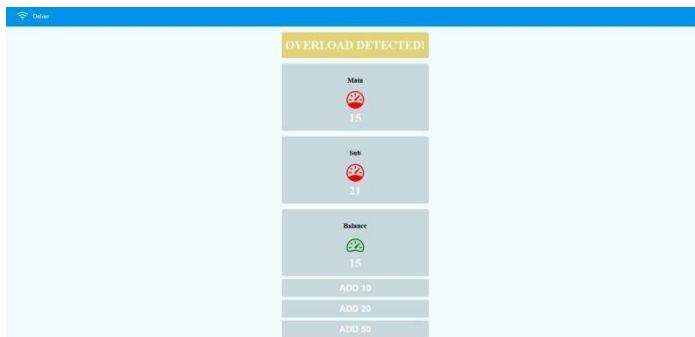 Online
OVERLOAD DETECTED!
Main
15
Sub
21
Balance
15
ADD 10
ADD 20
ADD 50